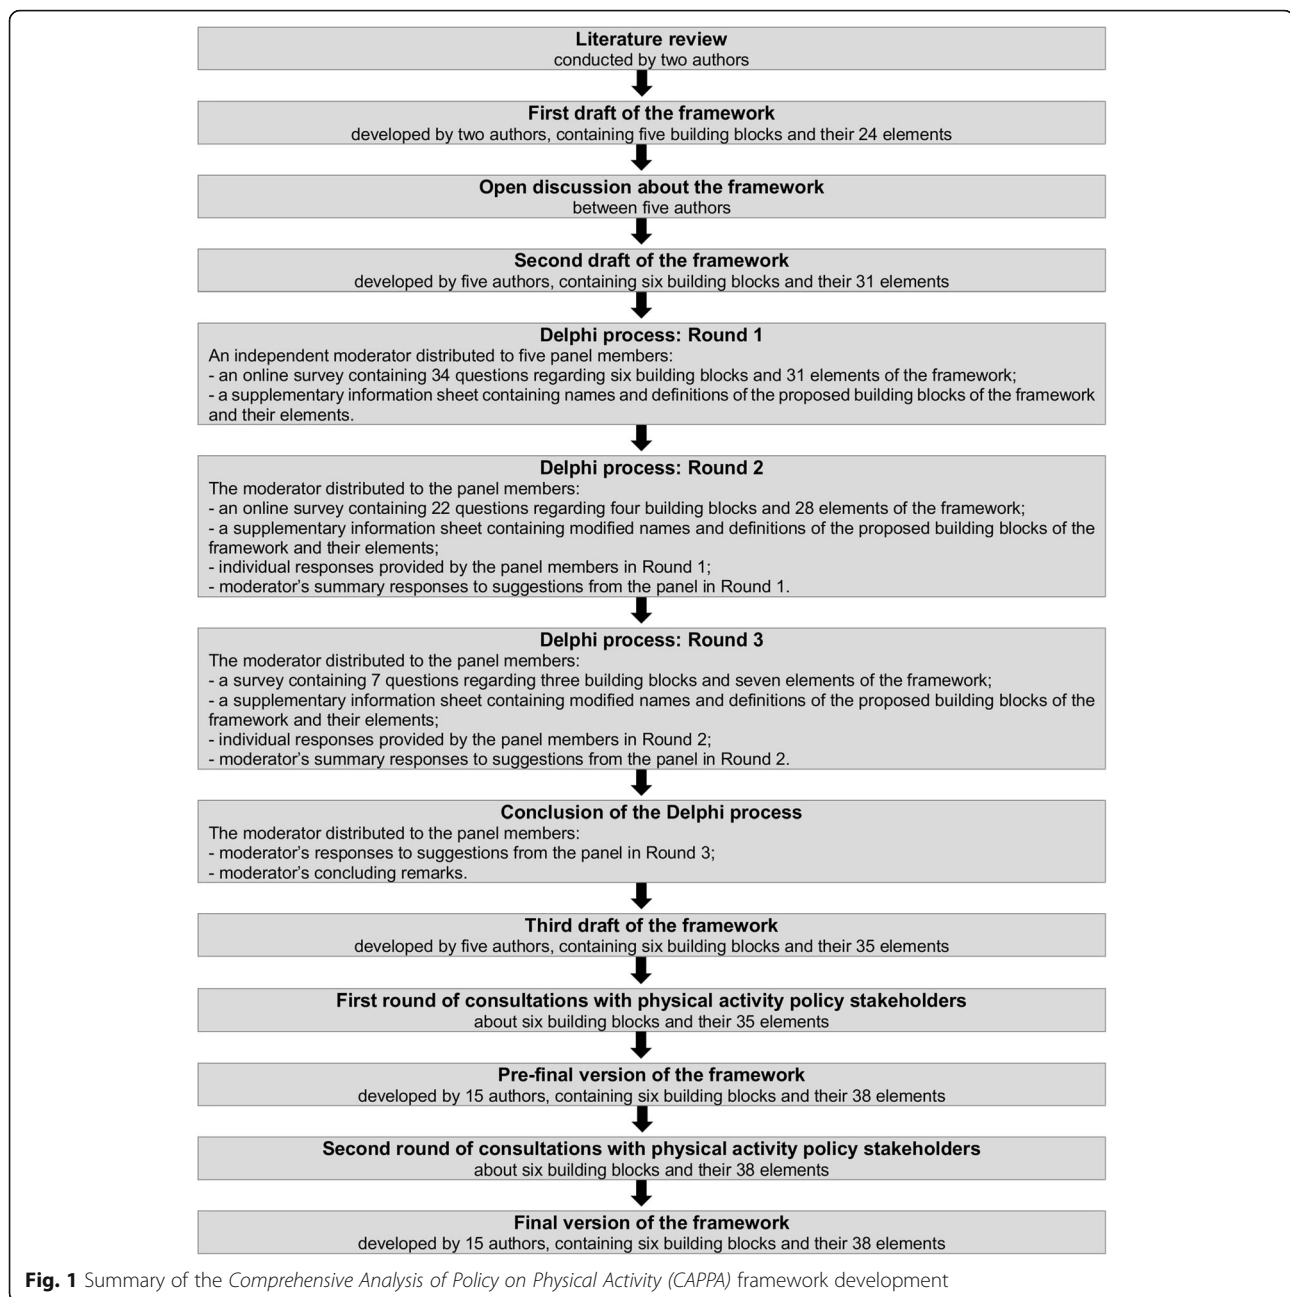 Literature review
conducted by two authors
First draft of the framework
developed by two authors, containing five building blocks and their 24 elements
Open discussion about the framework
between five authors
Second draft of the framework
developed by five authors, containing six building blocks and their 31 elements
Delphi process: Round 1
An independent moderator distributed to five panel members:
- an online survey containing 34 questions regarding six building blocks and 31 elements of the framework;
- a supplementary information sheet containing names and definitions of the proposed building blocks of the framework
and their elements.
Delphi process: Round 2
The moderator distributed to the panel members:
- an online survey containing 22 questions regarding four building blocks and 28 elements of the framework;
- a supplementary information sheet containing modified names and definitions of the proposed building blocks of the
framework and their elements;
- individual responses provided by the panel members in Round 1;
- moderator's summary responses to suggestions from the panel in Round 1.
Delphi process: Round 3
The moderator distributed to the panel members:
- a survey containing 7 questions regarding three building blocks and seven elements of the framework;
- a supplementary information sheet containing modified names and definitions of the proposed building blocks of the
framework and their elements;
- individual responses provided by the panel members in Round 2;
- moderator's summary responses to suggestions from the panel in Round 2.
Conclusion of the Delphi process
The moderator distributed to the panel members:
- moderator's responses to suggestions from the panel in Round 3;
- moderator's concluding remarks.
Third draft of the framework
developed by five authors, containing six building blocks and their 35 elements
First round of consultations with physical activity policy stakeholders
about six building blocks and their 35 elements
Pre-final version of the framework
developed by 15 authors, containing six building blocks and their 38 elements
Second round of consultations with physical activity policy stakeholders
about six building blocks and their 38 elements
Final version of the framework
developed by 15 authors, containing six building blocks and their 38 elements
Fig. 1 Summary of the Comprehensive Analysis of Policy on Physical Activity (CAPPA) framework development